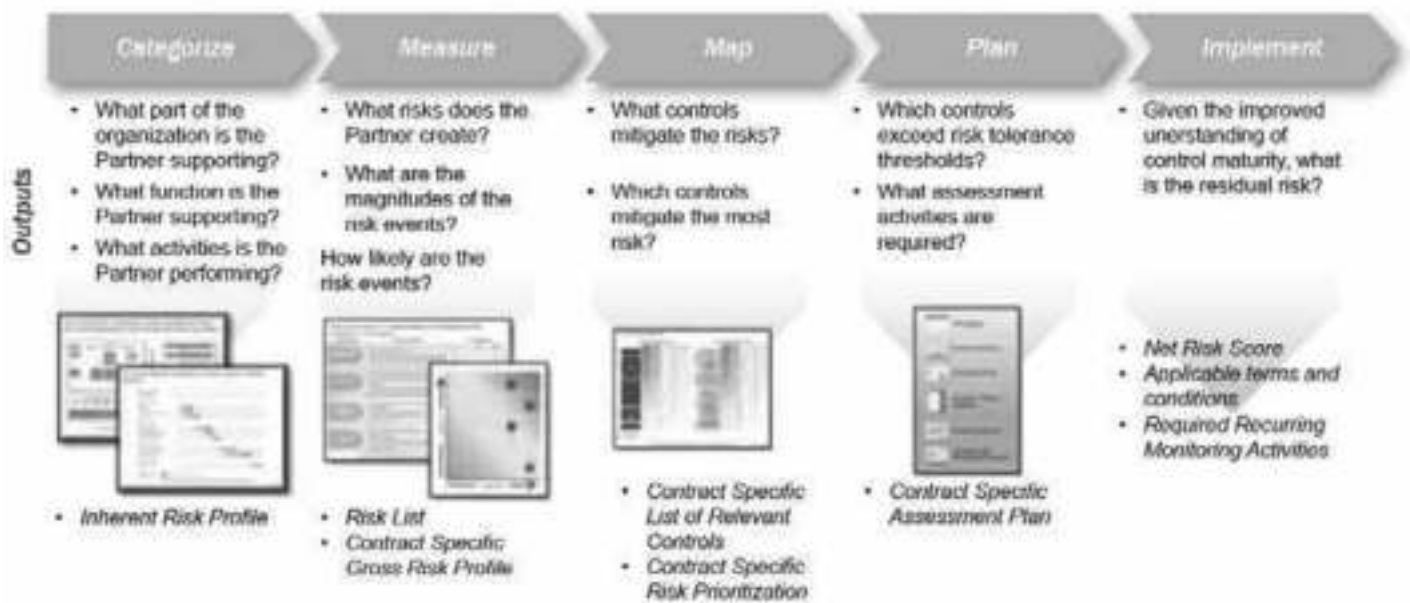 Categorize
Measure
Map
Plan
Implement
Outputs
• What part of the
organization is the
Partner supporting?
• What function is the
Partner supporting?
• What activities is the
Partner performing?
• Inherent Risk Profile
• What risks does the
Partner create?
• What are the
magnitudes of the
risk events?
How likely are the
risk events?
• Risk List
• Contract Specific
Gross Risk Profile
• What controls
mitigate the risks?
• Which controls
mitigate the most
risk?
• Contract Specific
List of Relevant
Controls
• Contract Specific
Risk Prioritization
• Which controls
exceed risk tolerance
thresholds?
• What assessment
activities are
required?
• Contract Specific
Assessment Plan
• Given the improved
unerstanding of
control maturity, what
is the residual risk?
• Net Risk Score
• Applicable terms and
conditions
• Required Recurring
Monitoring Activities